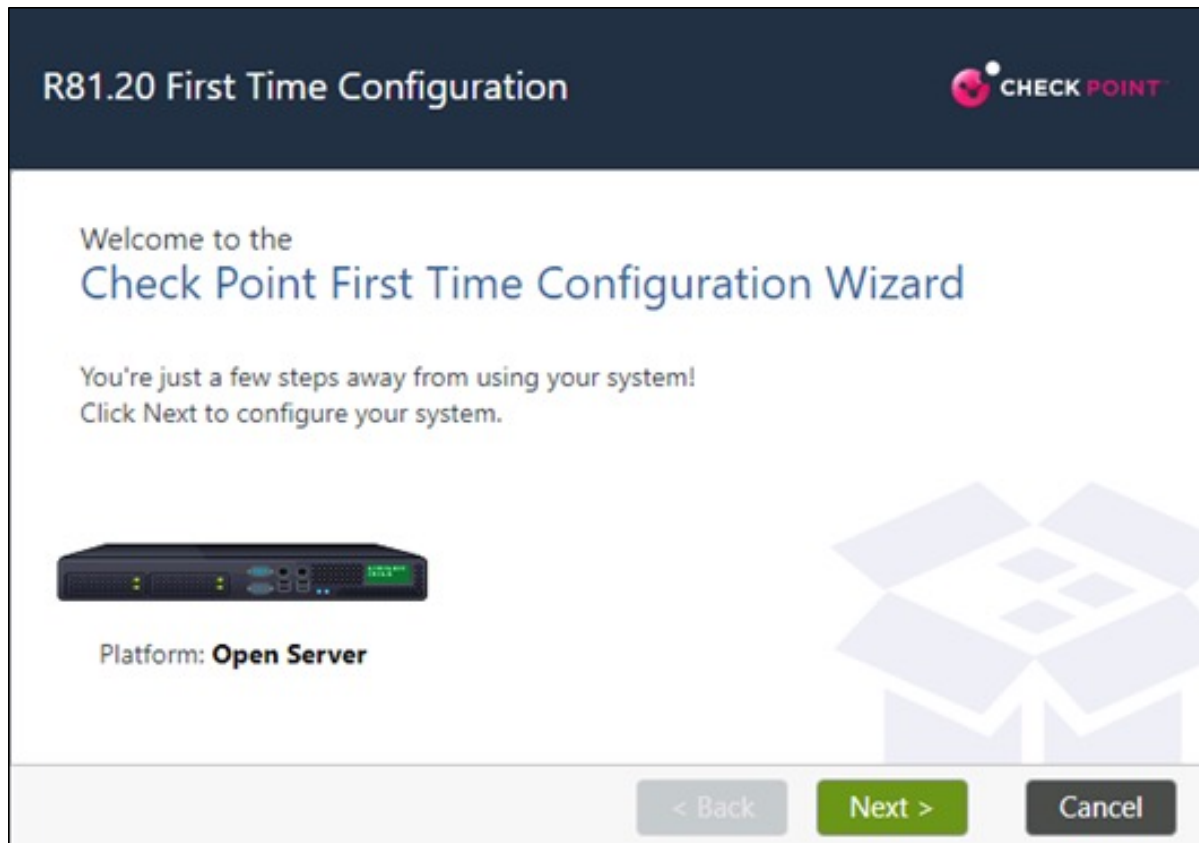 R81.20 First Time Configuration
CHECK POINT
Welcome to the
Check Point First Time Configuration Wizard
You're just a few steps away from using your system!
Click Next to configure your system.
Platform: Open Server
< Back
Next >
Cancel